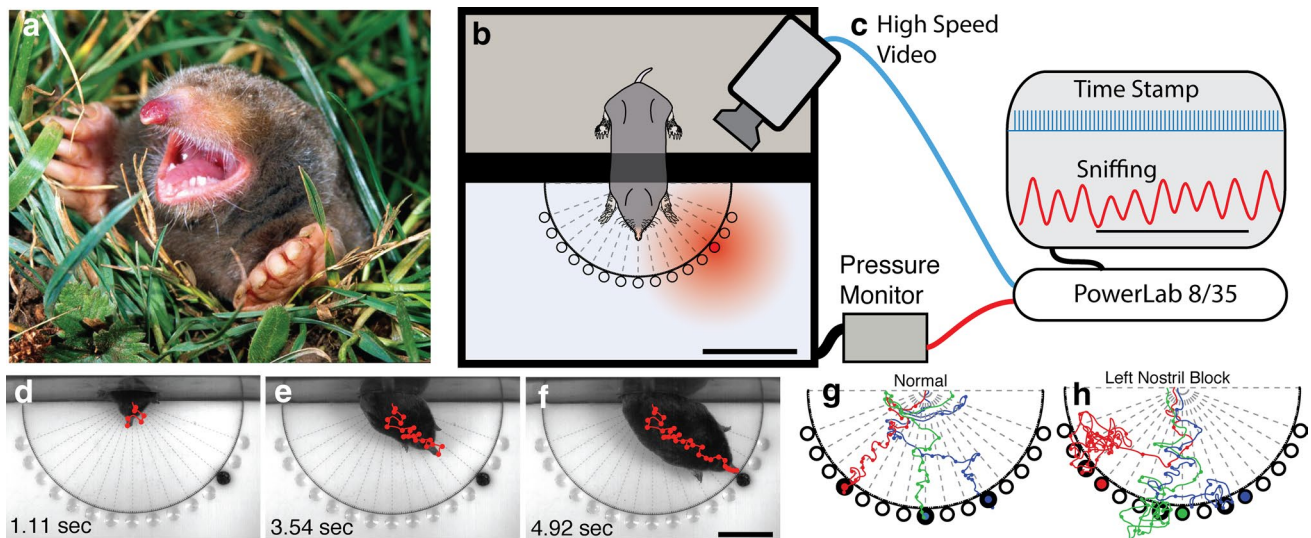 a
b
c High Speed
Video
Time Stamp
Sniffing
Pressure
Monitor
PowerLab 8/35
d
1.11 sec
e
3.54 sec
f
4.92 sec
g
Normal
h
Left Nostril Block